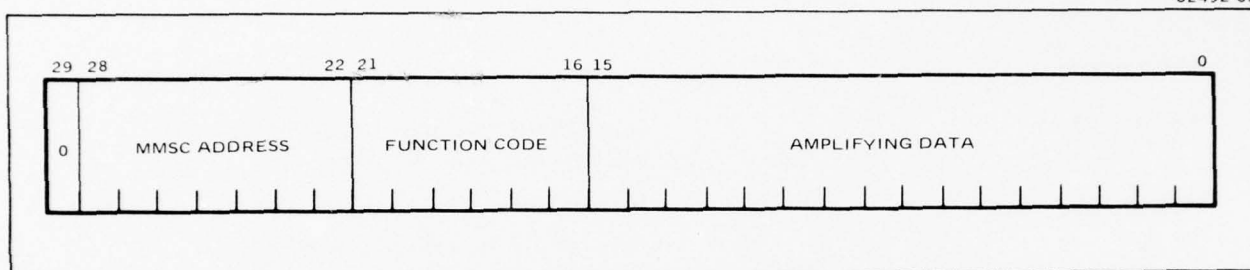 29 28 22 21 16 15 0
0 MMSC ADDRESS FUNCTION CODE AMPLIFYING DATA